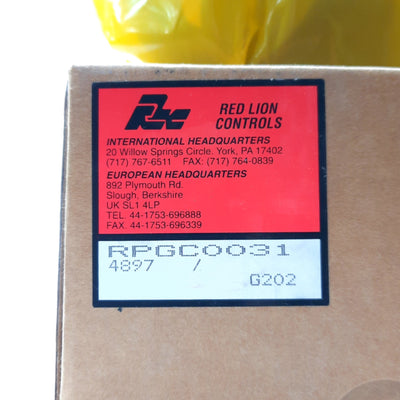 RLC
RED LION
CONTROLS
INTERNATIONAL HEADQUARTERS
20 Willow Springs Circle. York, PA 17402
(717) 767-6511 FAX: (717) 764-0839
EUROPEAN HEADQUARTERS
892 Plymouth Rd.
Slough, Berkshire
UK SL1 4LP
TEL. 44-1753-696888
FAX. 44-1753-696339
RPGC0031
4897 /
G202